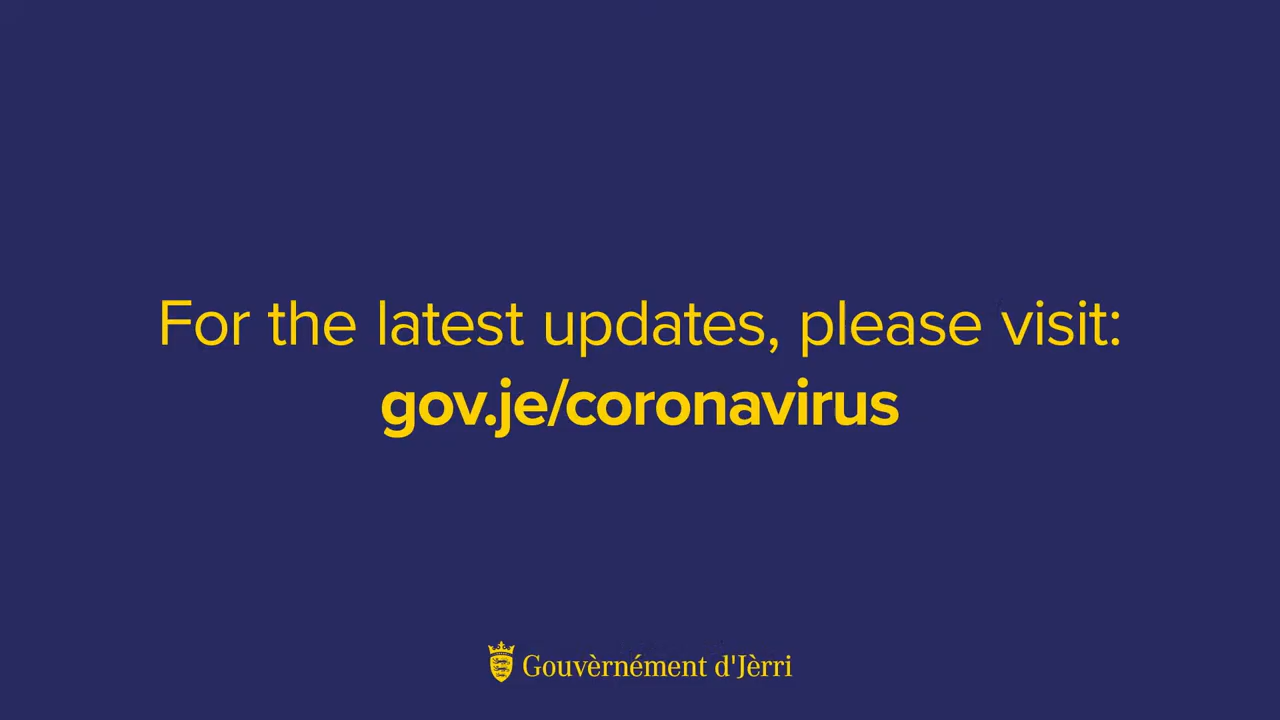 For the latest updates, please visit:
gov.je/coronavirus
Gouvèrnément d'Jèrri